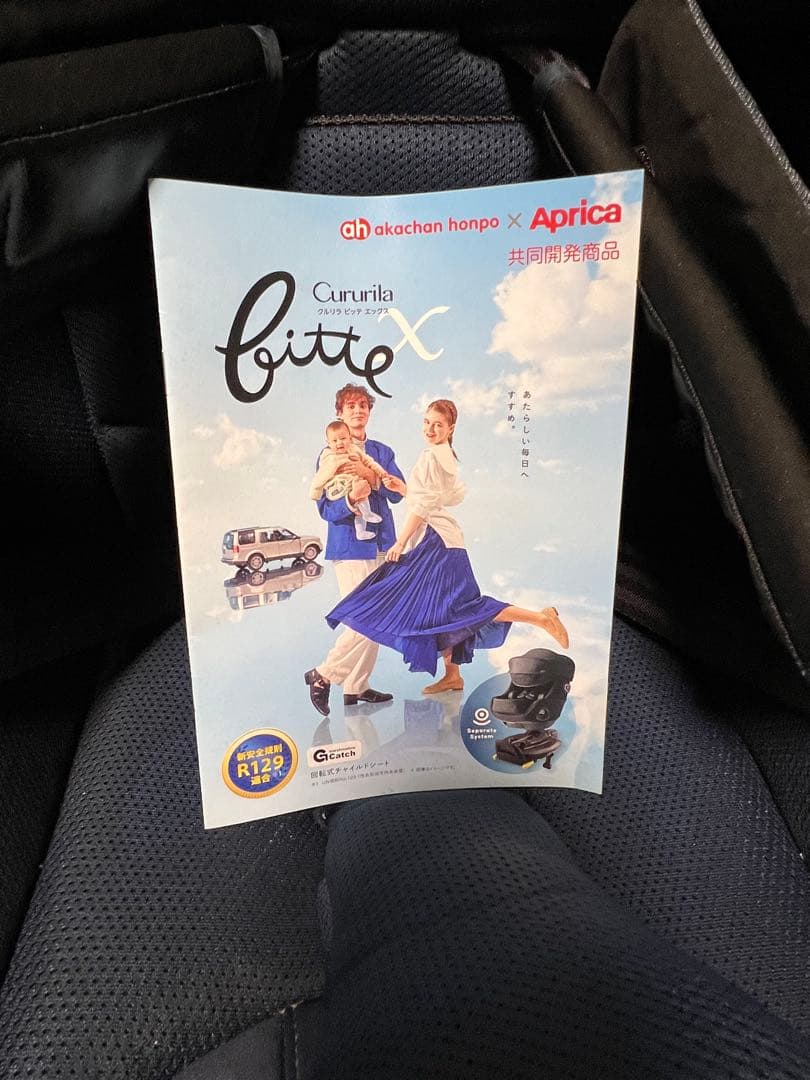 ah akachan honpo × Aprica
共同開発商品
Cururila
クルリラ ビッテ エックス
bitte X
あたらしい毎日へ
すすめ。
Separate
System
新安全規則
R129
適合※1
Catch
回転式チャイルドシート